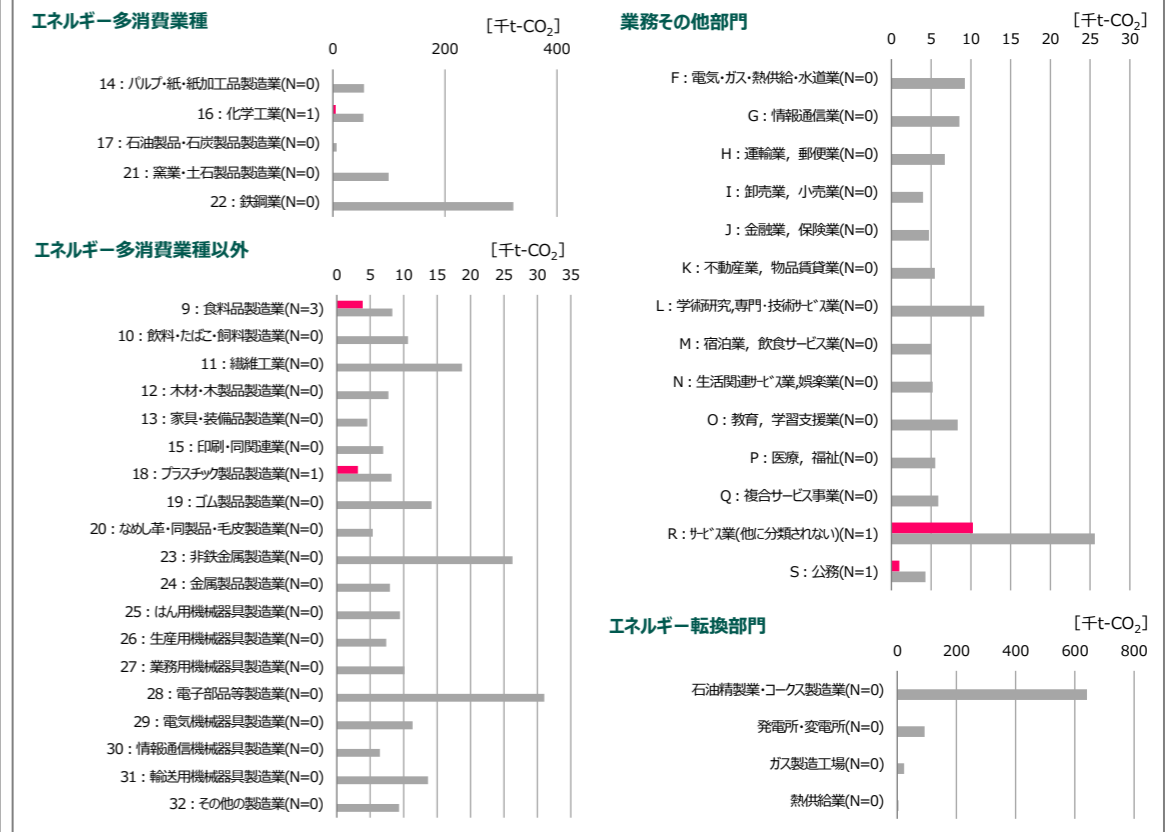 エネルギー多消費業種
[千t-CO₂]
0 200 400
14：パルプ・紙・紙加工品製造業(N=0)
16：化学工業(N=1)
17：石油製品・石炭製品製造業(N=0)
21：窯業・土石製品製造業(N=0)
22：鉄鋼業(N=0)
エネルギー多消費業種以外
[千t-CO₂]
0 5 10 15 20 25 30 35
9：食料品製造業(N=3)
10：飲料・たばこ・飼料製造業(N=0)
11：繊維工業(N=0)
12：木材・木製品製造業(N=0)
13：家具・装備品製造業(N=0)
15：印刷・同関連業(N=0)
18：プラスチック製品製造業(N=1)
19：ゴム製品製造業(N=0)
20：なめし革・同製品・毛皮製造業(N=0)
23：非鉄金属製造業(N=0)
24：金属製品製造業(N=0)
25：はん用機械器具製造業(N=0)
26：生産用機械器具製造業(N=0)
27：業務用機械器具製造業(N=0)
28：電子部品等製造業(N=0)
29：電気機械器具製造業(N=0)
30：情報通信機械器具製造業(N=0)
31：輸送用機械器具製造業(N=0)
32：その他の製造業(N=0)
業務その他部門
[千t-CO₂]
0 5 10 15 20 25 30
F：電気・ガス・熱供給・水道業(N=0)
G：情報通信業(N=0)
H：運輸業，郵便業(N=0)
I：卸売業，小売業(N=0)
J：金融業，保険業(N=0)
K：不動産業，物品賃貸業(N=0)
L：学術研究,専門・技術ｻｰﾋﾞｽ業(N=0)
M：宿泊業，飲食サービス業(N=0)
N：生活関連ｻｰﾋﾞｽ業,娯楽業(N=0)
O：教育，学習支援業(N=0)
P：医療，福祉(N=0)
Q：複合サービス事業(N=0)
R：ｻｰﾋﾞｽ業(他に分類されない)(N=1)
S：公務(N=1)
エネルギー転換部門
[千t-CO₂]
0 200 400 600 800
石油精製業・コークス製造業(N=0)
発電所・変電所(N=0)
ガス製造工場(N=0)
熱供給業(N=0)